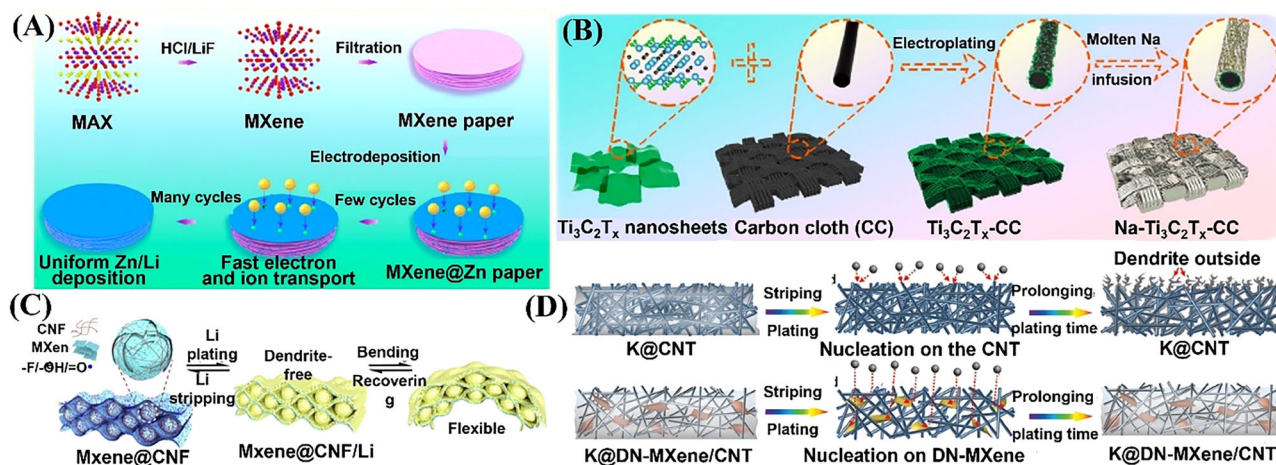 (A)
HCl/LiF
Filtration
MAX
MXene
MXene paper
Electrodeposition
Many cycles
Few cycles
Uniform Zn/Li
deposition
Fast electron
and ion transport
MXene@Zn paper
(B)
Electroplating
Molten Na
infusion
Ti₃C₂Tₓ nanosheets
Carbon cloth (CC)
Ti₃C₂Tₓ-CC
Na-Ti₃C₂Tₓ-CC
(C)
CNF
MXen
-F/-OH/=O
Li
plating
Li
stripping
Dendrite-
free
Bending
Recoverin
g
Mxene@CNF
Mxene@CNF/Li
Flexible
(D)
Striping
Plating
Prolonging
plating time
Dendrite outside
K@CNT
Nucleation on the CNT
K@CNT
Striping
Plating
Prolonging
plating time
K@DN-MXene/CNT
Nucleation on DN-MXene
K@DN-MXene/CNT